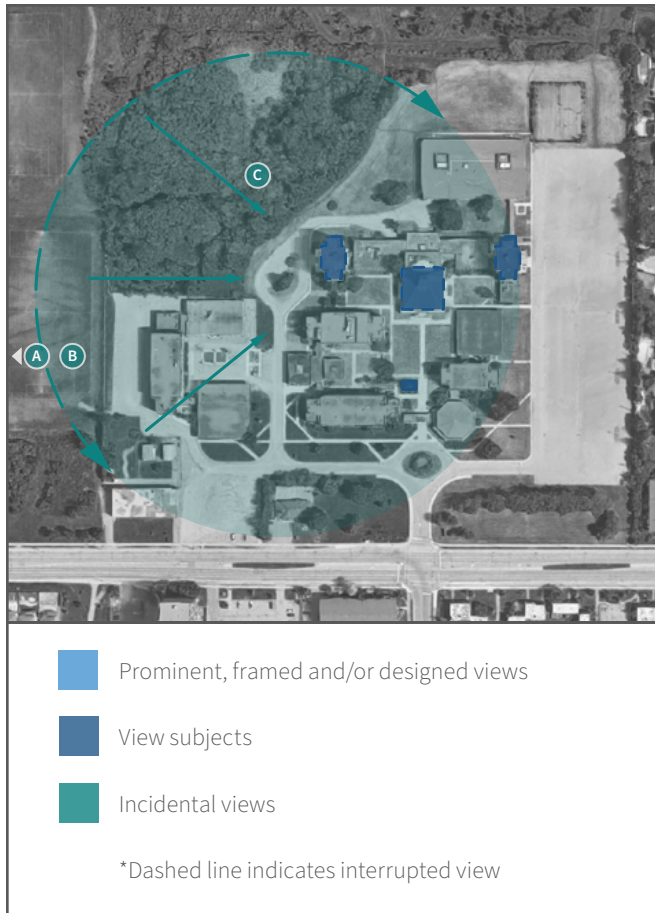 C
A B
Prominent, framed and/or designed views
View subjects
Incidental views
*Dashed line indicates interrupted view